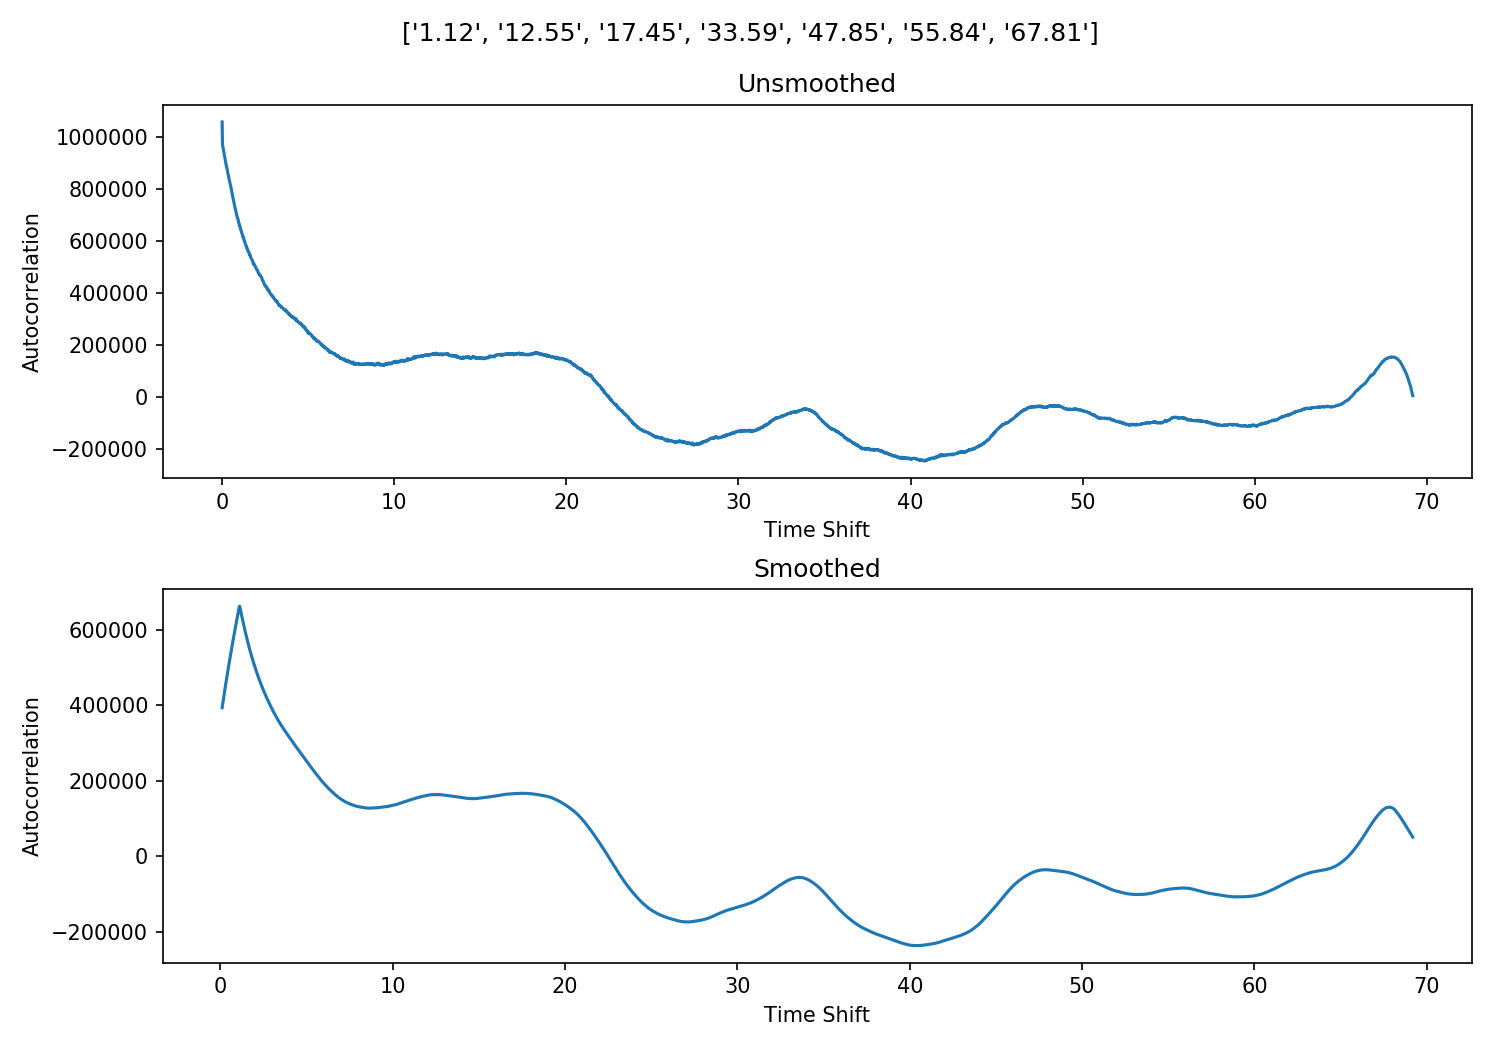 ['1.12', '12.55', '17.45', '33.59', '47.85', '55.84', '67.81']
Unsmoothed
Autocorrelation
1000000
800000
600000
400000
200000
0
−200000
0 10 20 30 40 50 60 70
Time Shift
Smoothed
Autocorrelation
600000
400000
200000
0
−200000
0 10 20 30 40 50 60 70
Time Shift